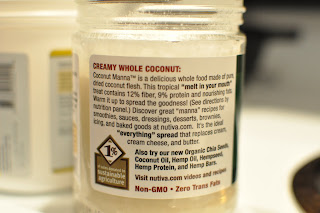 CREAMY WHOLE COCONUT:
Coconut Manna™ is a delicious whole food made of pure,
dried coconut flesh. This tropical "melt in your mouth"
treat contains 12% fiber, 9% protein and nourishing fats.
Warm it up to spread the goodness! (See directions by
nutrition panel.) Discover great "manna" recipes for
smoothies, sauces, dressings, desserts, brownies,
icing, and baked goods at nutiva.com. It's the ideal
"everything" spread that replaces cream,
cream cheese, and butter.
1%
sustainable
agriculture
Also try our new Organic Chia Seeds,
Coconut Oil, Hemp Oil, Hempseed,
Hemp Protein, and Hemp Bars.
Visit nutiva.com videos and recipes
Non-GMO • Zero Trans Fats